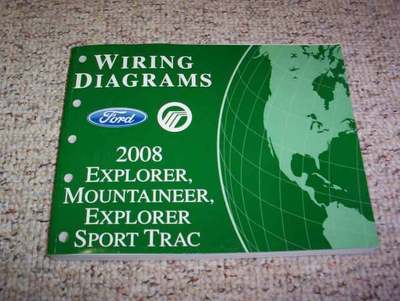 WIRING
DIAGRAMS
Ford
2008
EXPLORER,
MOUNTAINEER,
EXPLORER
SPORT TRAC